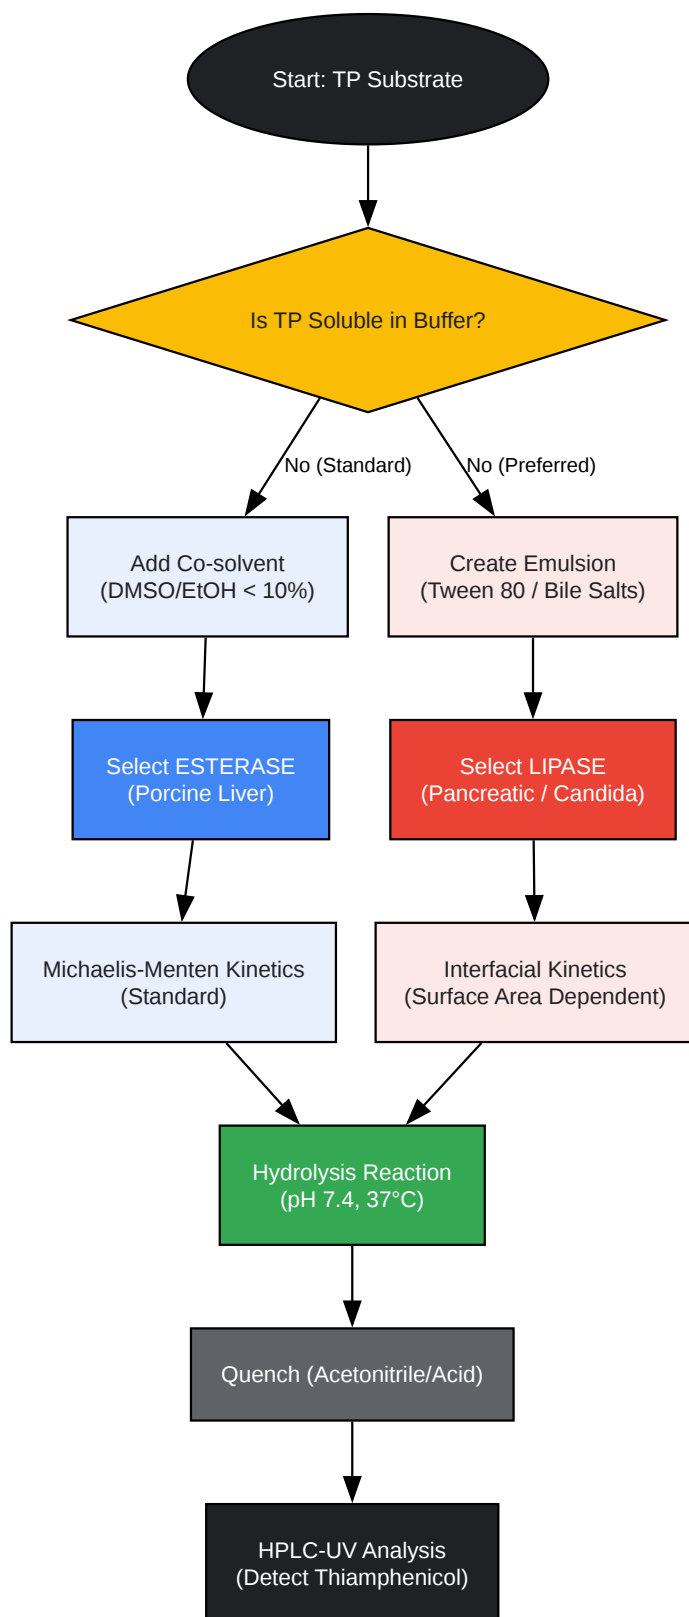 Start: TP Substrate
Is TP Soluble in Buffer?
No (Standard)
No (Preferred)
Add Co-solvent
(DMSO/EtOH < 10%)
Create Emulsion
(Tween 80 / Bile Salts)
Select ESTERASE
(Porcine Liver)
Select LIPASE
(Pancreatic / Candida)
Michaelis-Menten Kinetics
(Standard)
Interfacial Kinetics
(Surface Area Dependent)
Hydrolysis Reaction
(pH 7.4, 37°C)
Quench (Acetonitrile/Acid)
HPLC-UV Analysis
(Detect Thiamphenicol)